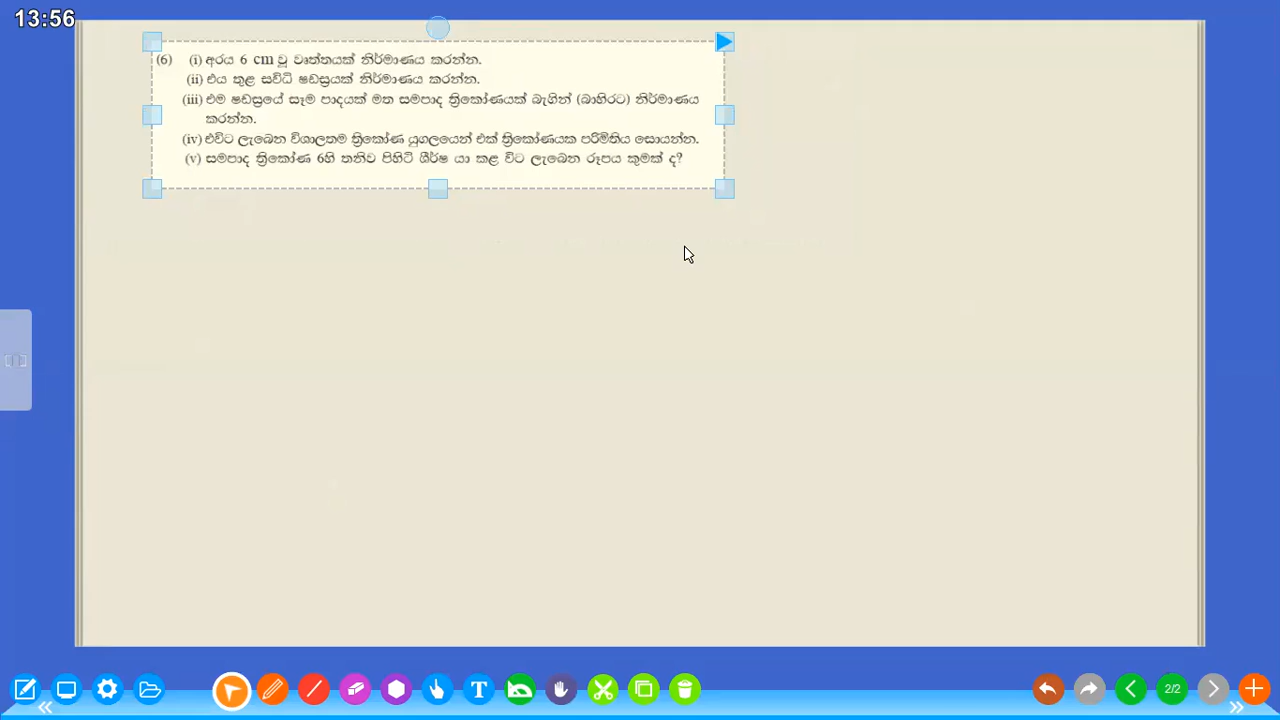 13:56
(6) (i) අරය 6 cm වූ වෘත්තයක් නිර්මාණය කරන්න.
(ii) එය තුළ සවිධි ෂඩස්‍රයක් නිර්මාණය කරන්න.
(iii) එම ෂඩස්‍රයේ සෑම පාදයක් මත සමපාද ත්‍රිකෝණයක් බැගින් (බාහිරව) නිර්මාණය
කරන්න.
(iv) එවිට ලැබෙන විශාලතම ත්‍රිකෝණ යුගලයෙන් එක් ත්‍රිකෝණයක පරිමිතිය සොයන්න.
(v) සමපාද ත්‍රිකෝණ 6හි තනිව පිහිටි ශීර්ෂ යා කළ විට ලැබෙන රූපය කුමක් ද?
T
2/2